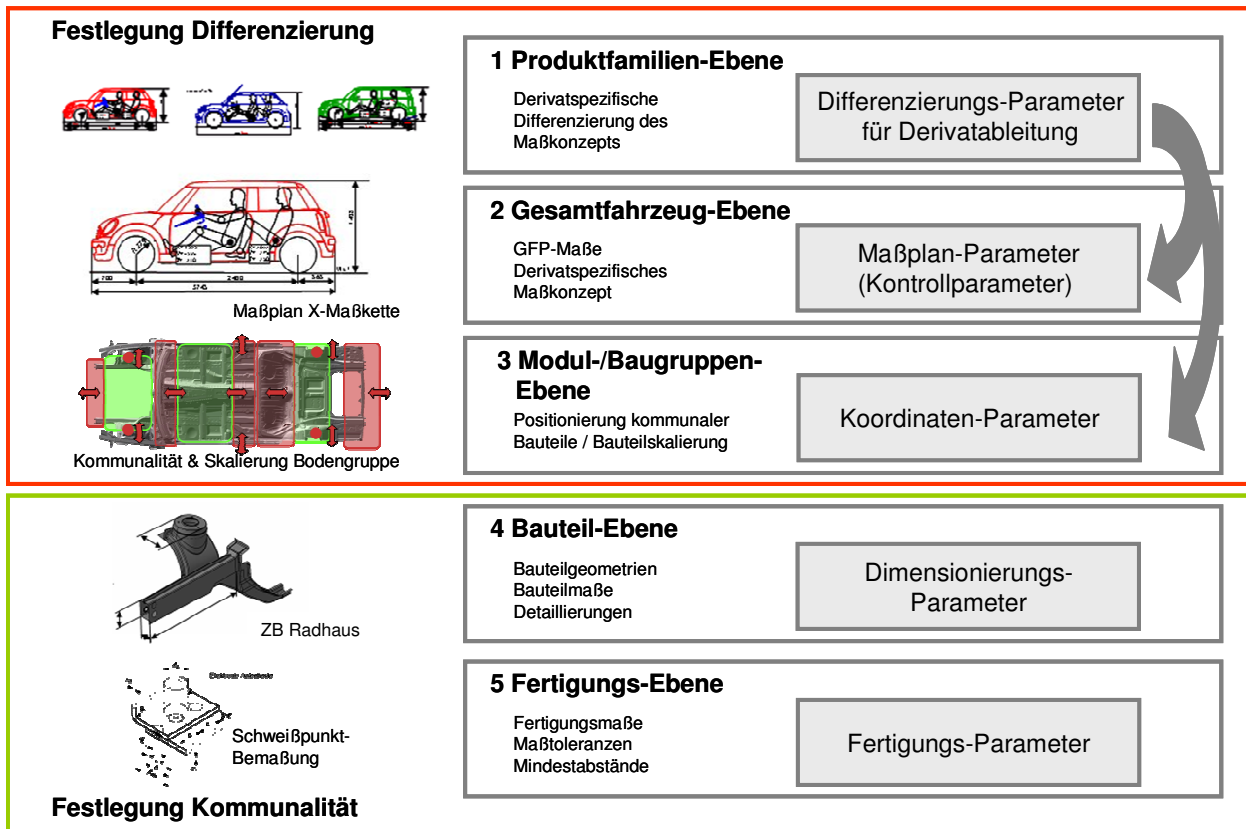 Festlegung Differenzierung
1 Produktfamilien-Ebene
Derivatspezifische
Differenzierung des
Maßkonzepts
Differenzierungs-Parameter
für Derivatableitung
2 Gesamtfahrzeug-Ebene
GFP-Maße
Derivatspezifisches
Maßkonzept
Maßplan-Parameter
(Kontrollparameter)
Maßplan X-Maßkette
3 Modul-/Baugruppen-
Ebene
Positionierung kommunaler
Bauteile / Bauteilskalierung
Koordinaten-Parameter
Kommunalität & Skalierung Bodengruppe
4 Bauteil-Ebene
Bauteilgeometrien
Bauteilmaße
Detaillierungen
Dimensionierungs-
Parameter
ZB Radhaus
5 Fertigungs-Ebene
Fertigungsmaße
Maßtoleranzen
Mindestabstände
Fertigungs-Parameter
Schweißpunkt-
Bemaßung
Festlegung Kommunalität